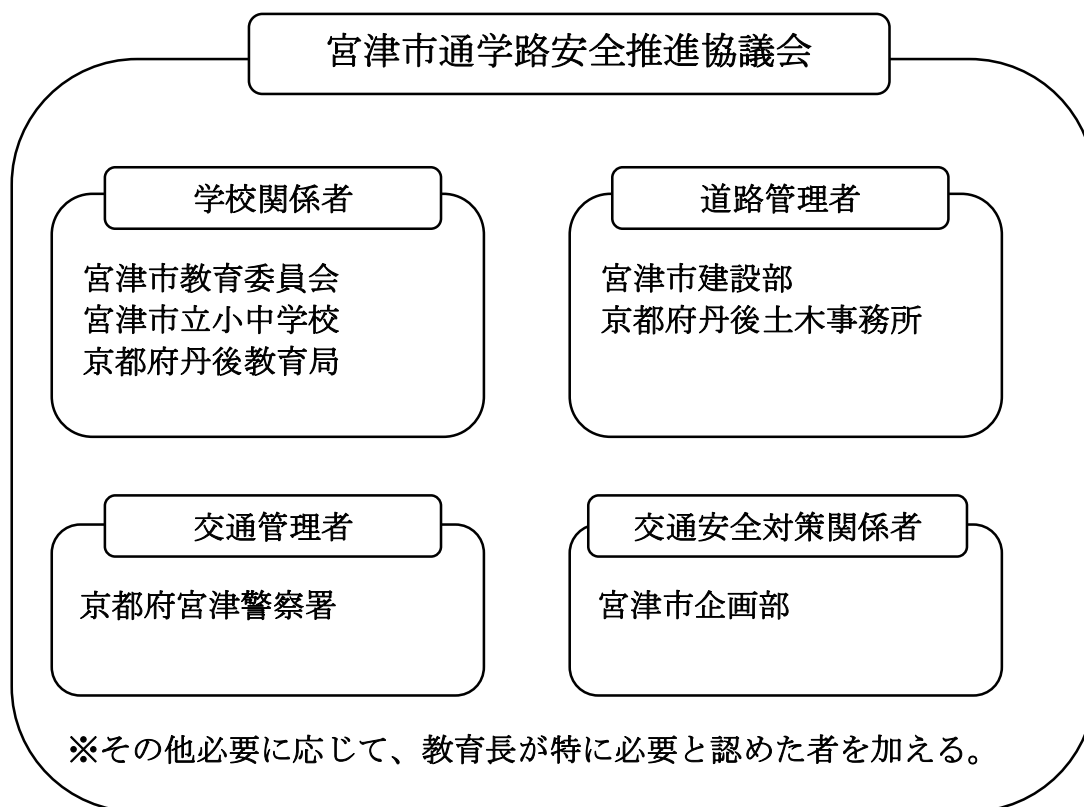 宮津市通学路安全推進協議会
学校関係者
宮津市教育委員会
宮津市立小中学校
京都府丹後教育局
道路管理者
宮津市建設部
京都府丹後土木事務所
交通管理者
京都府宮津警察署
交通安全対策関係者
宮津市企画部
※その他必要に応じて、教育長が特に必要と認めた者を加える。